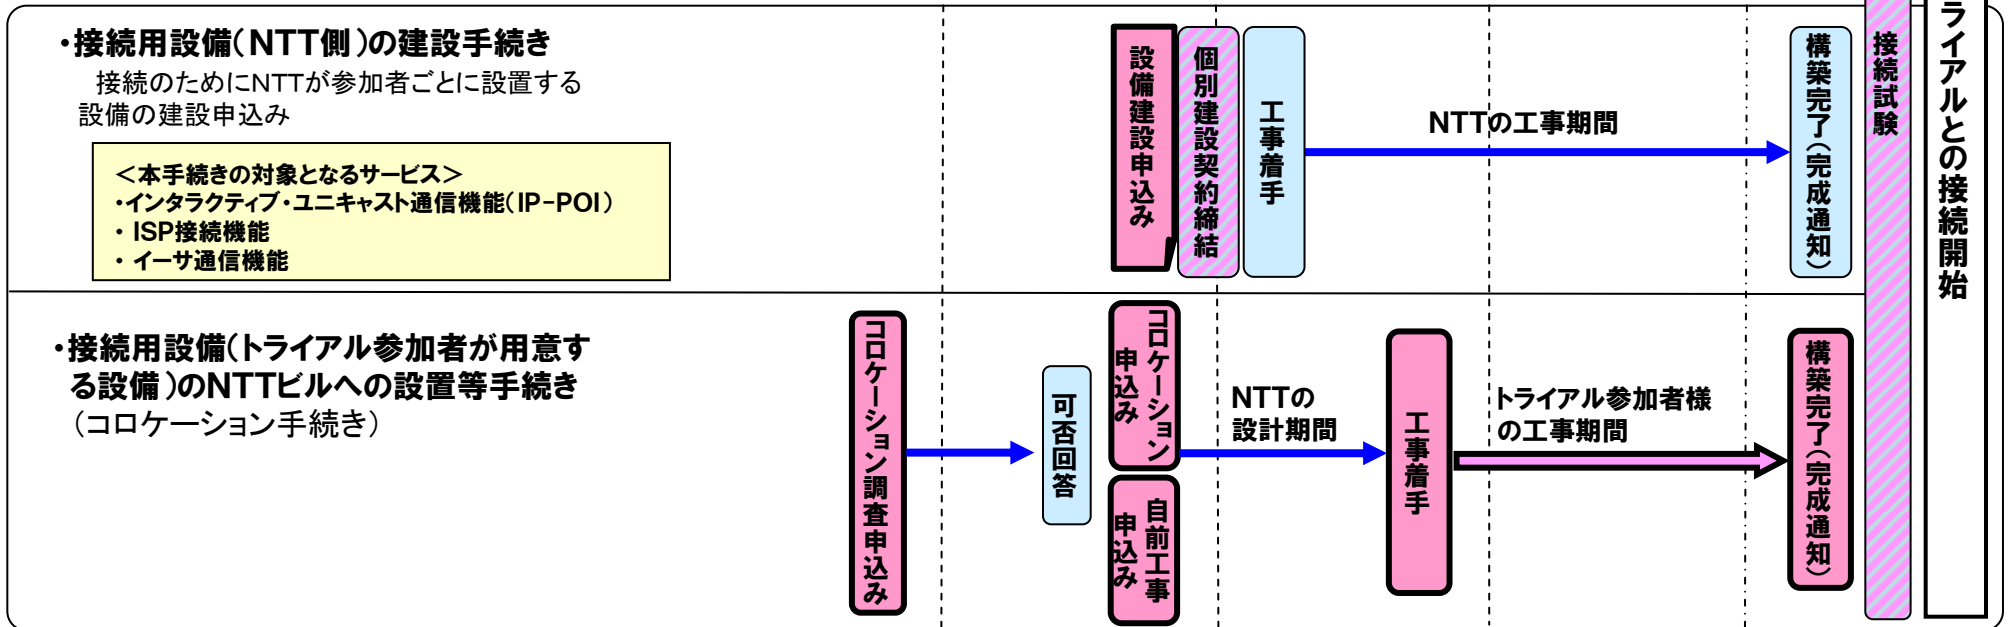 ・接続用設備(NTT側)の建設手続き
接続のためにNTTが参加者ごとに設置する
設備の建設申込み
＜本手続きの対象となるサービス＞
・インタラクティブ・ユニキャスト通信機能(IP-POI)
・ISP接続機能
・イーサ通信機能
設備建設申込み
個別建設契約締結
工事着手
NTTの工事期間
構築完了(完成通知)
接続試験
ライアルとの接続開始
・接続用設備(トライアル参加者が用意す
る設備)のNTTビルへの設置等手続き
(コロケーション手続き)
コロケーション調査申込み
可否回答
コロケーション
申込み
自前工事
申込み
NTTの
設計期間
工事着手
トライアル参加者様
の工事期間
構築完了(完成通知)